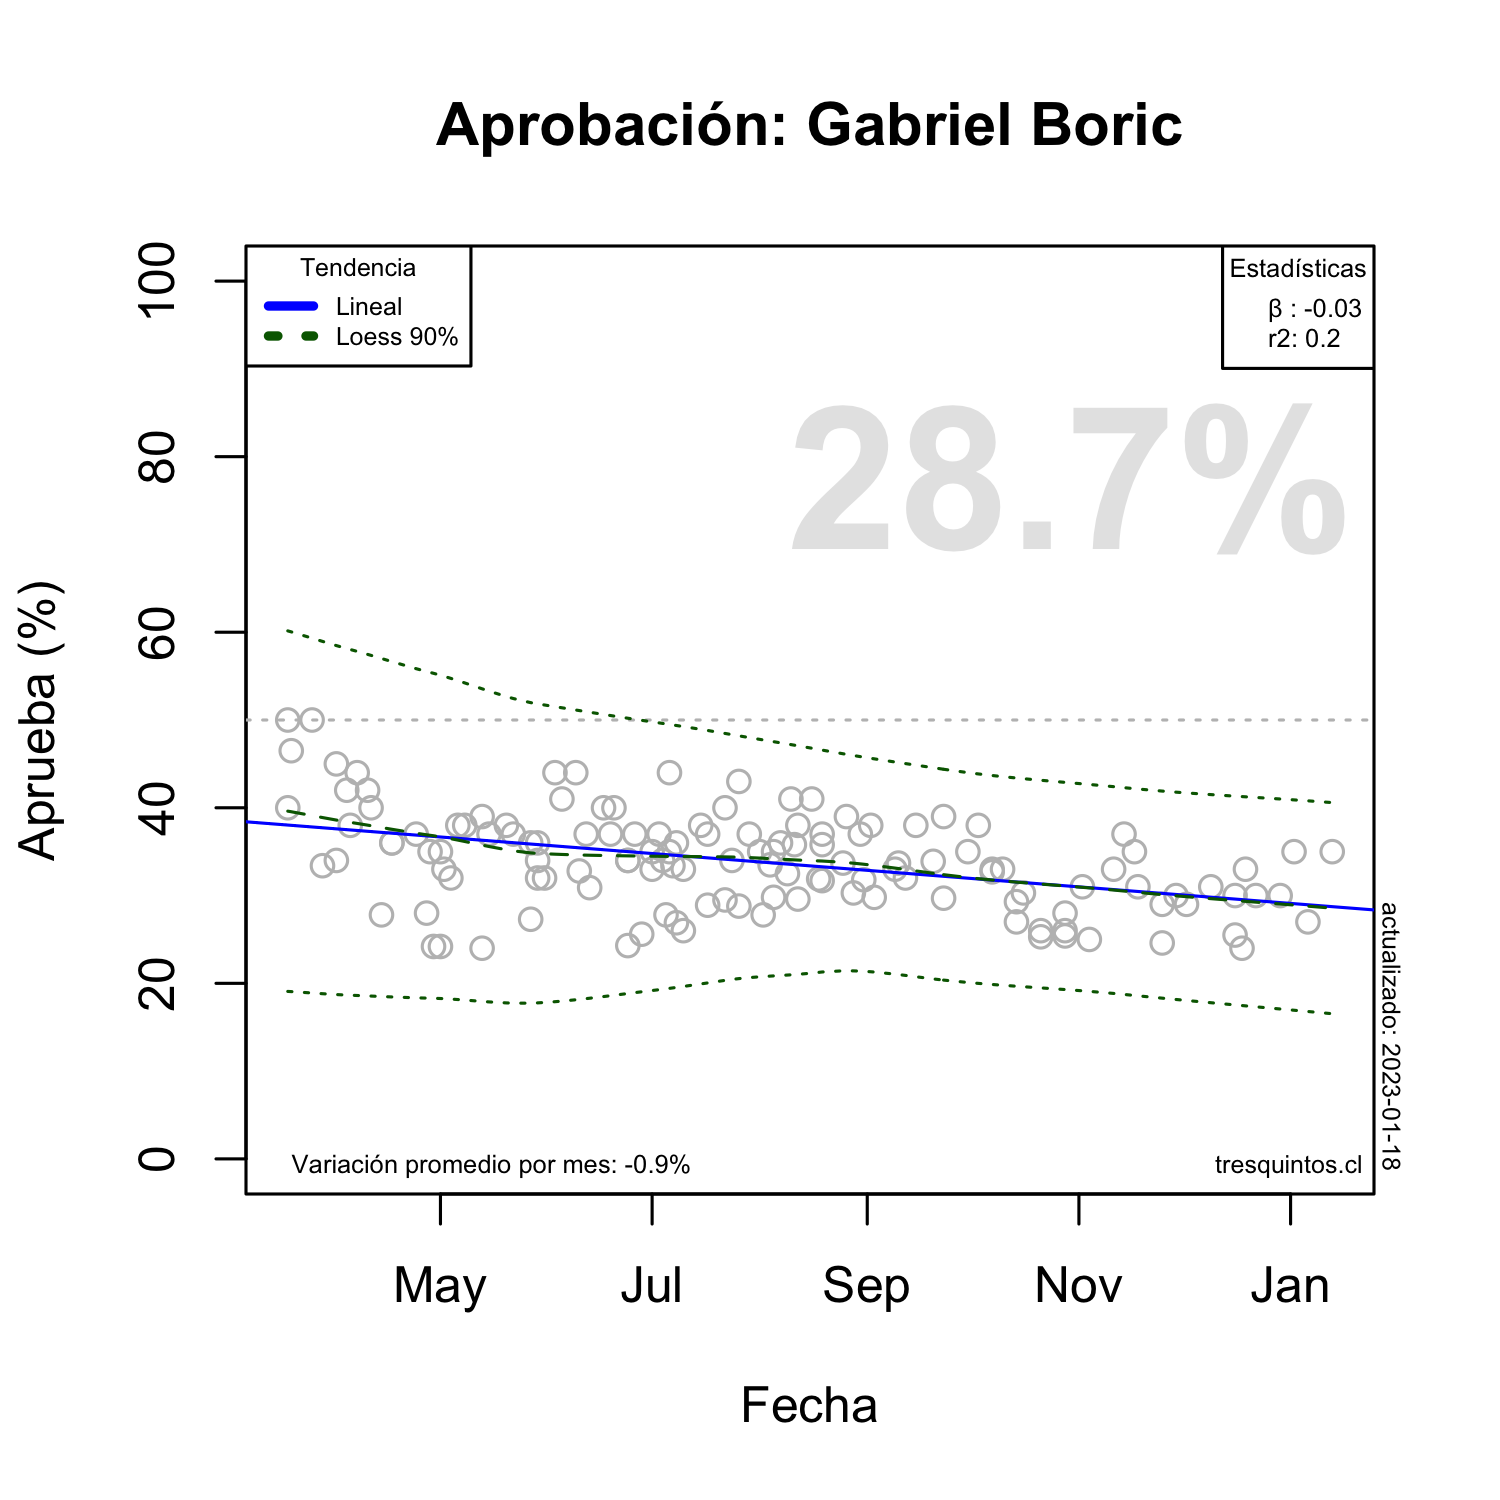 Aprobación: Gabriel Boric
Tendencia
Lineal
Loess 90%
Estadísticas
β : -0.03
r2: 0.2
28.7%
100
80
60
40
20
0
Aprueba (%)
Variación promedio por mes: -0.9%
tresquintos.cl
actualizado: 2023-01-18
May
Jul
Sep
Nov
Jan
Fecha